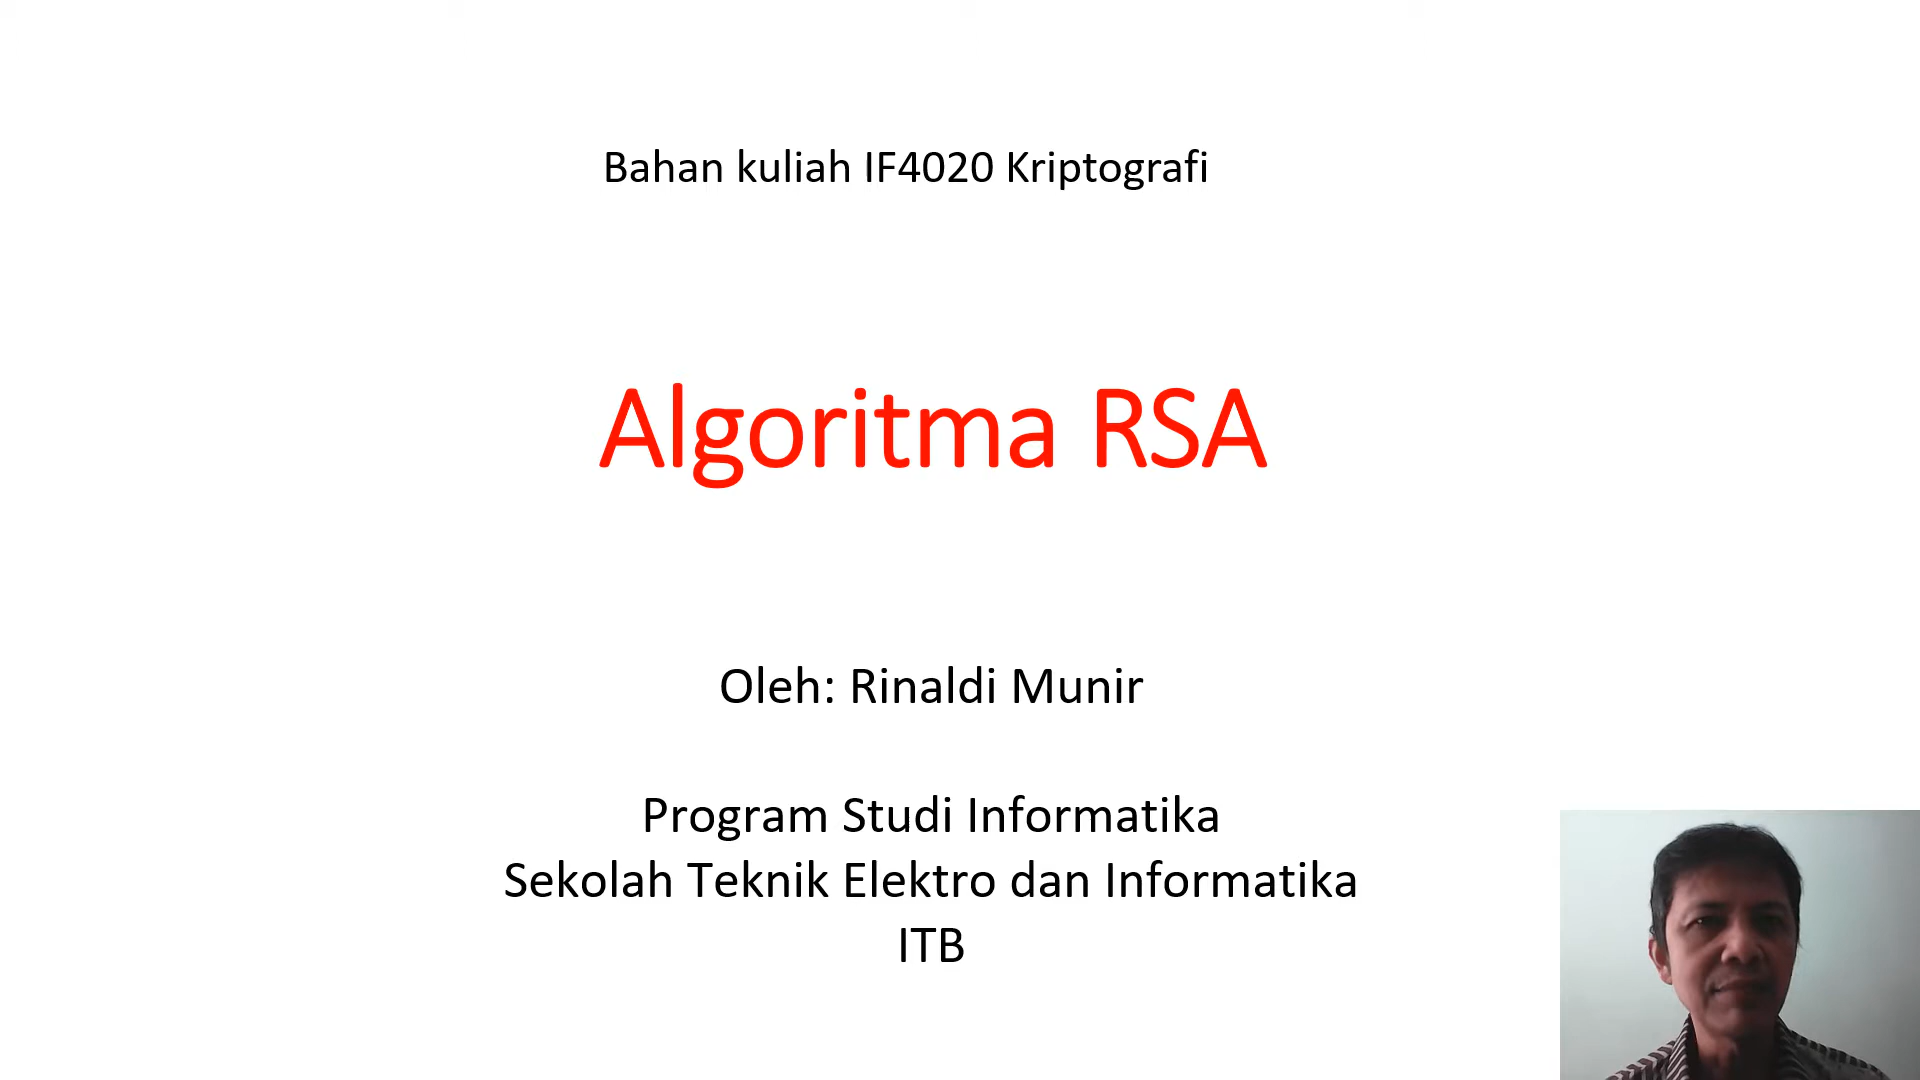 Bahan kuliah IF4020 Kriptografi
Algoritma RSA
Oleh: Rinaldi Munir
Program Studi Informatika
Sekolah Teknik Elektro dan Informatika
ITB